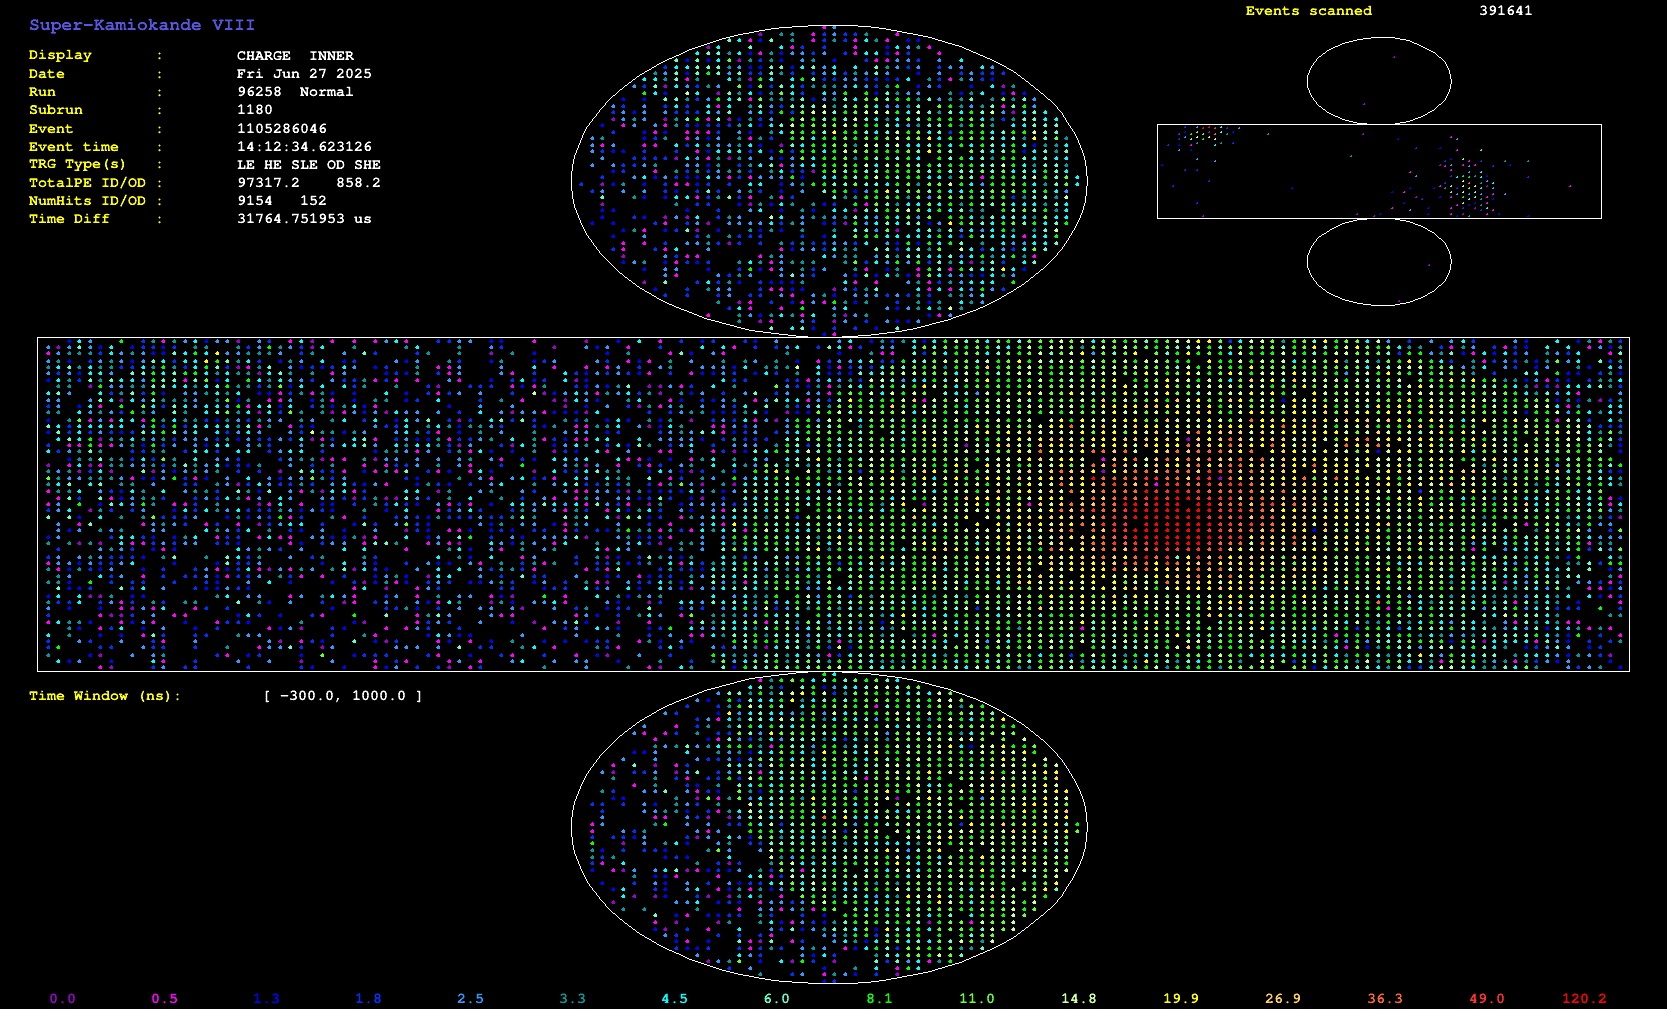 Super-Kamiokande VIII
Display : CHARGE INNER
Date : Fri Jun 27 2025
Run : 96258 Normal
Subrun : 1180
Event : 1105286046
Event time : 14:12:34.623126
TRG Type(s) : LE HE SLE OD SHE
TotalPE ID/OD : 97317.2 858.2
NumHits ID/OD : 9154 152
Time Diff : 31764.751953 us
Events scanned 391641
Time Window (ns): [ -300.0, 1000.0 ]
0.0 0.5 1.3 1.8 2.5 3.3 4.5 6.0 8.1 11.0 14.8 19.9 26.9 36.3 49.0 120.2